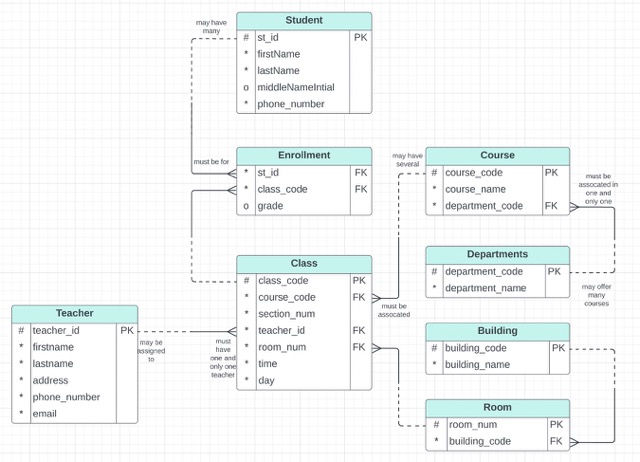 Student
# st_id PK
* firstName
* lastName
o middleNameIntial
* phone_number
may have
many
must be for
Enrollment
* st_id FK
* class_code FK
o grade
Class
# class_code PK
* course_code FK
* section_num
* teacher_id FK
* room_num FK
* time
* day
Teacher
# teacher_id PK
* firstname
* lastname
* address
* phone_number
* email
may be
assigned
to
must
have
one and
only one
teacher
may have
several
must be
assocated
Course
# course_code PK
* course_name
* department_code FK
must be
assocated in
one and
only one
Departments
# department_code PK
* department_name
may offer
many
courses
Building
# building_code PK
* building_name
Room
# room_num PK
* building_code FK